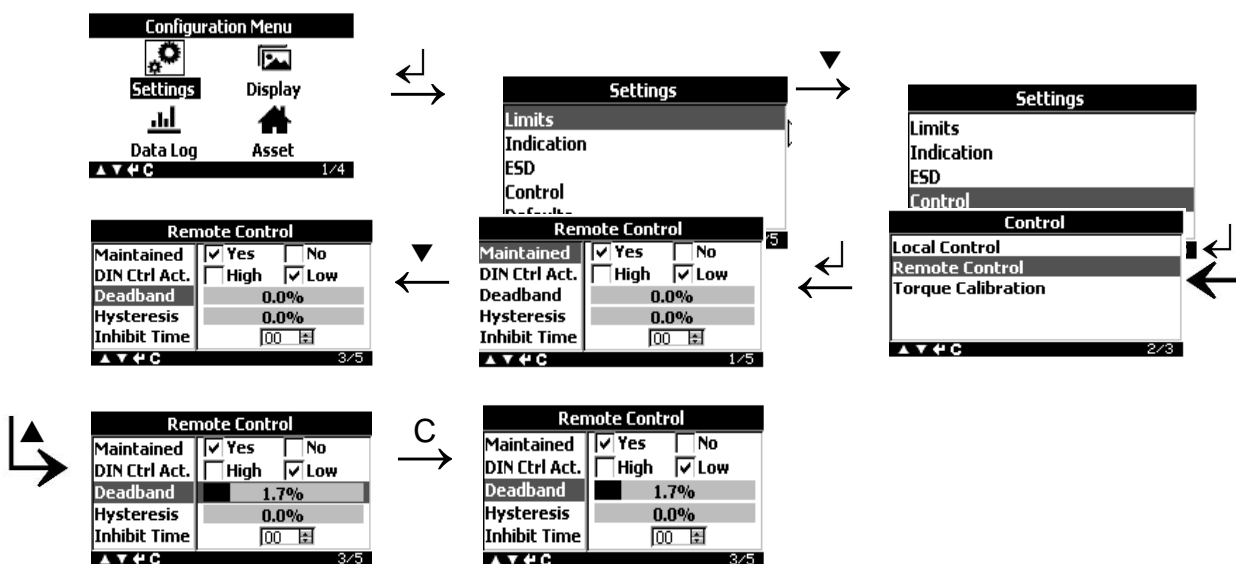 Configuration Menu
Settings Display
Data Log Asset
▲ ▼ ↵ C 1/4
↵
Settings
Limits
Indication
ESD
Control
Defaults
/5
▼
Settings
Limits
Indication
ESD
Control
↵
Control
Local Control
Remote Control
Torque Calibration
▲ ▼ ↵ C 2/3
↵
Remote Control
Maintained Yes No
DIN Ctrl Act. High Low
Deadband 0.0%
Hysteresis 0.0%
Inhibit Time 00
▲ ▼ ↵ C 1/5
▼
Remote Control
Maintained Yes No
DIN Ctrl Act. High Low
Deadband 0.0%
Hysteresis 0.0%
Inhibit Time 00
▲ ▼ ↵ C 3/5
▲
Remote Control
Maintained Yes No
DIN Ctrl Act. High Low
Deadband 1.7%
Hysteresis 0.0%
Inhibit Time 00
▲ ▼ ↵ C 3/5
C
Remote Control
Maintained Yes No
DIN Ctrl Act. High Low
Deadband 1.7%
Hysteresis 0.0%
Inhibit Time 00
▲ ▼ ↵ C 3/5